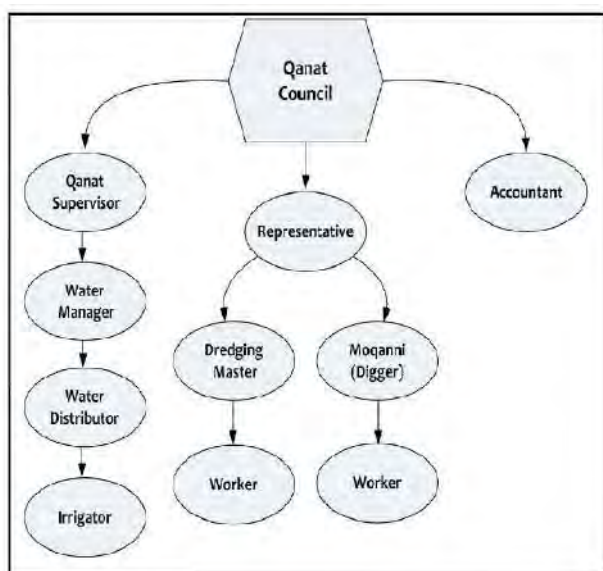 Qanat
Council
Qanat
Supervisor
Accountant
Representative
Water
Manager
Dredging
Master
Moqanni
(Digger)
Water
Distributor
Worker
Worker
Irrigator